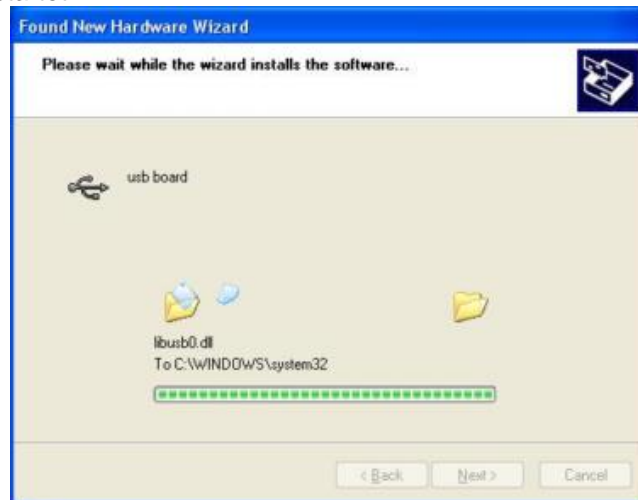 Found New Hardware Wizard
Please wait while the wizard installs the software...
usb board
libusb0.dll
To C:\WINDOWS\system32
< Back Next > Cancel